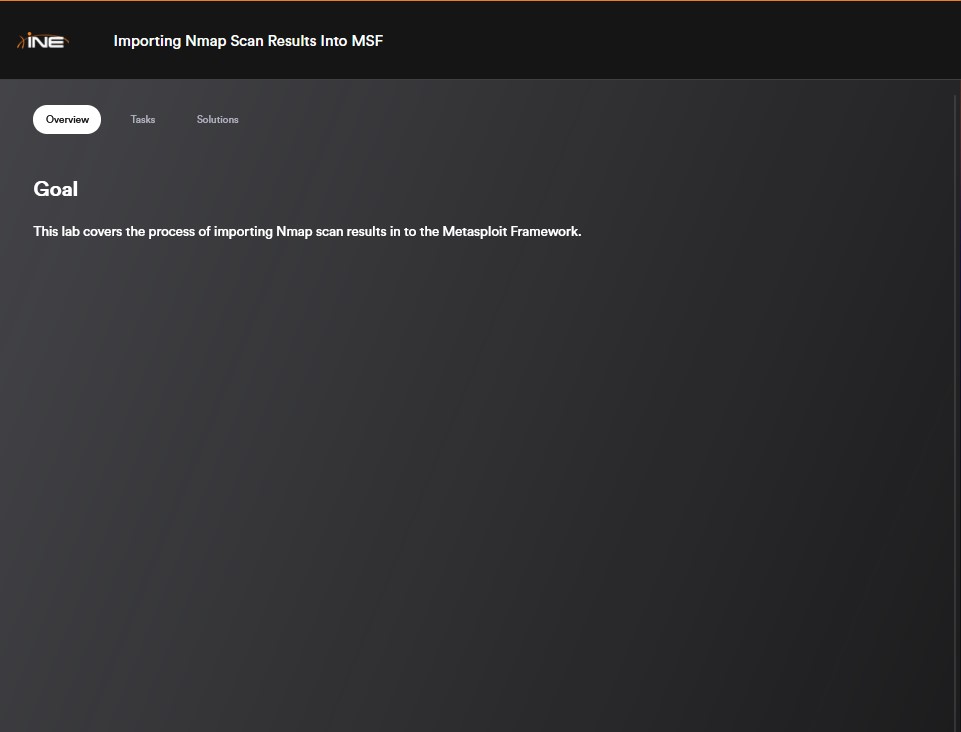 INE
Importing Nmap Scan Results Into MSF
Overview
Tasks
Solutions
Goal
This lab covers the process of importing Nmap scan results in to the Metasploit Framework.